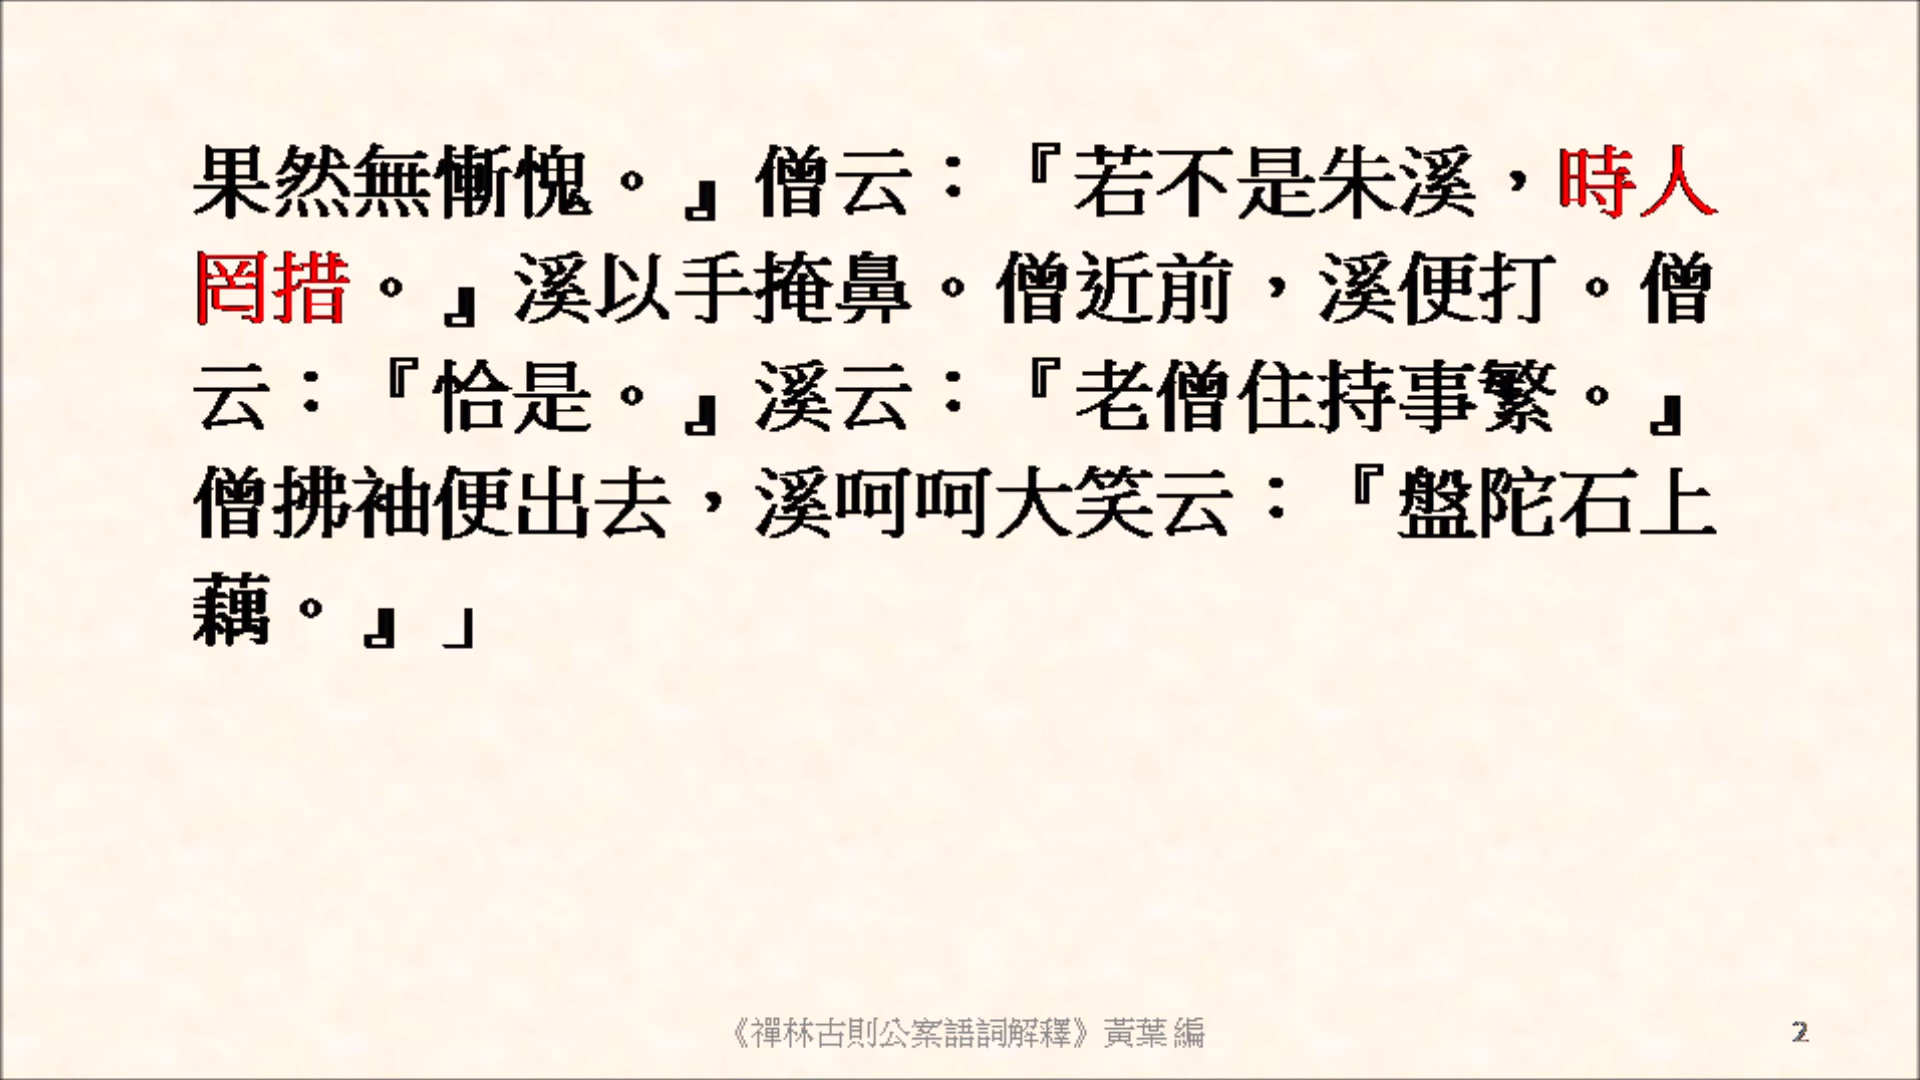 果然無慚愧。』僧云：『若不是朱溪，時人
罔措。』溪以手掩鼻。僧近前，溪便打。僧
云：『恰是。』溪云：『老僧住持事繁。』
僧拂袖便出去，溪呵呵大笑云：『盤陀石上
藕。』」
《禪林古則公案語詞解釋》黃葉編
2